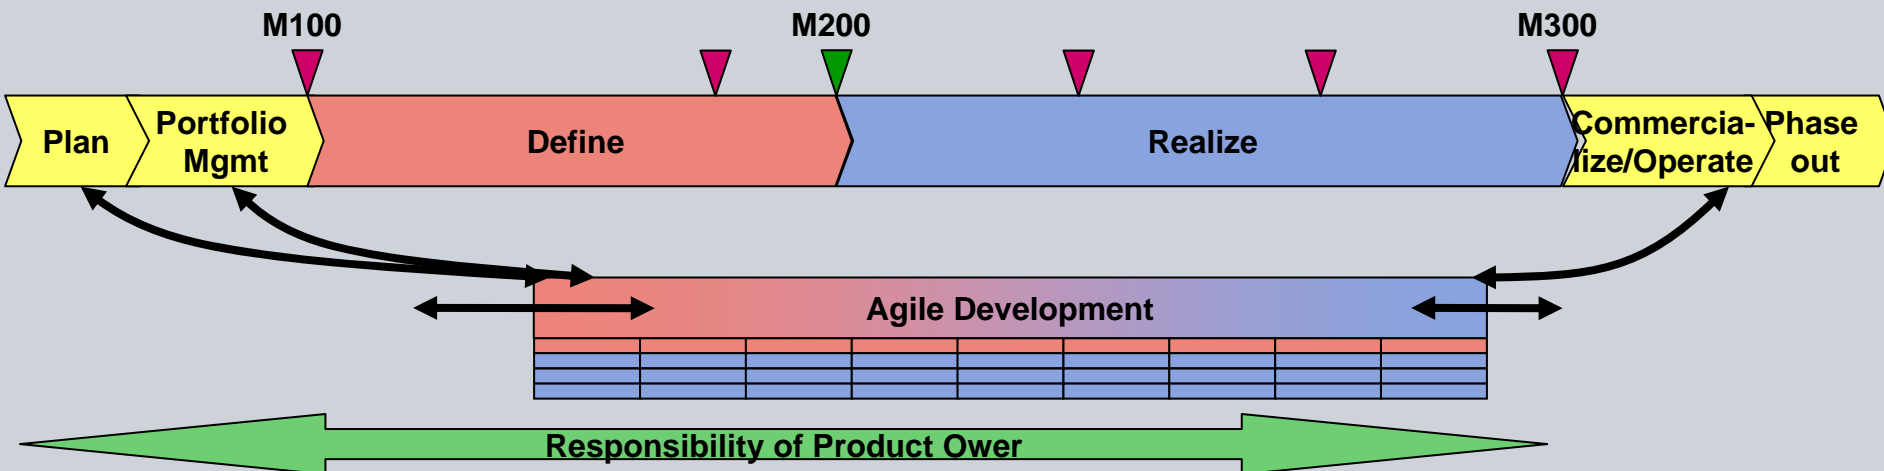 M100
M200
M300
Plan
Portfolio
Mgmt
Define
Realize
Commercia-
lize/Operate
Phase
out
Agile Development
Responsibility of Product Ower